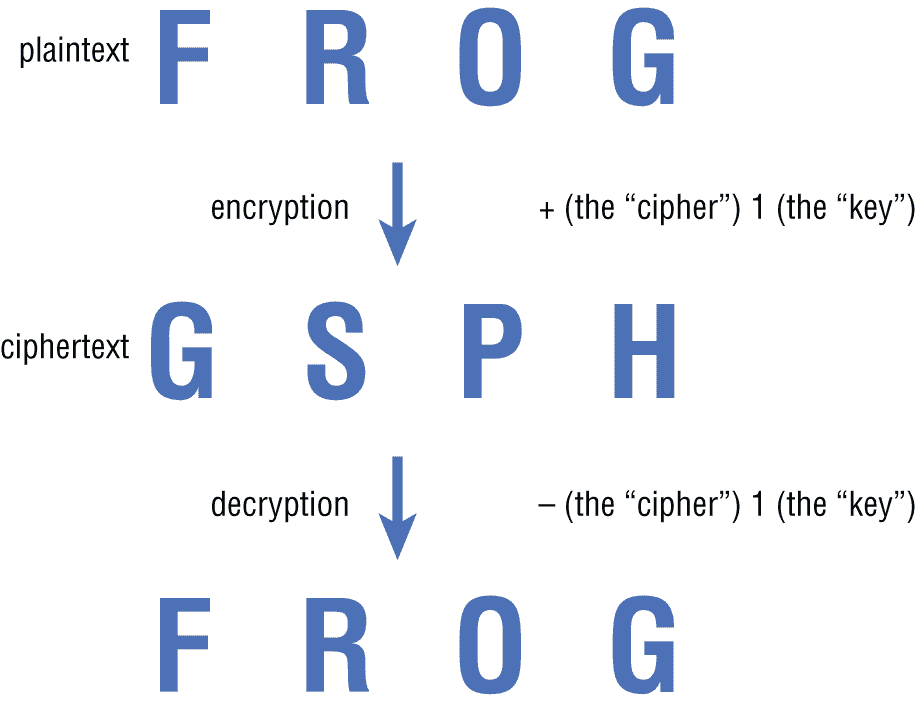 plaintext F R O G
encryption + (the “cipher”) 1 (the “key”)
ciphertext G S P H
decryption – (the “cipher”) 1 (the “key”)
F R O G